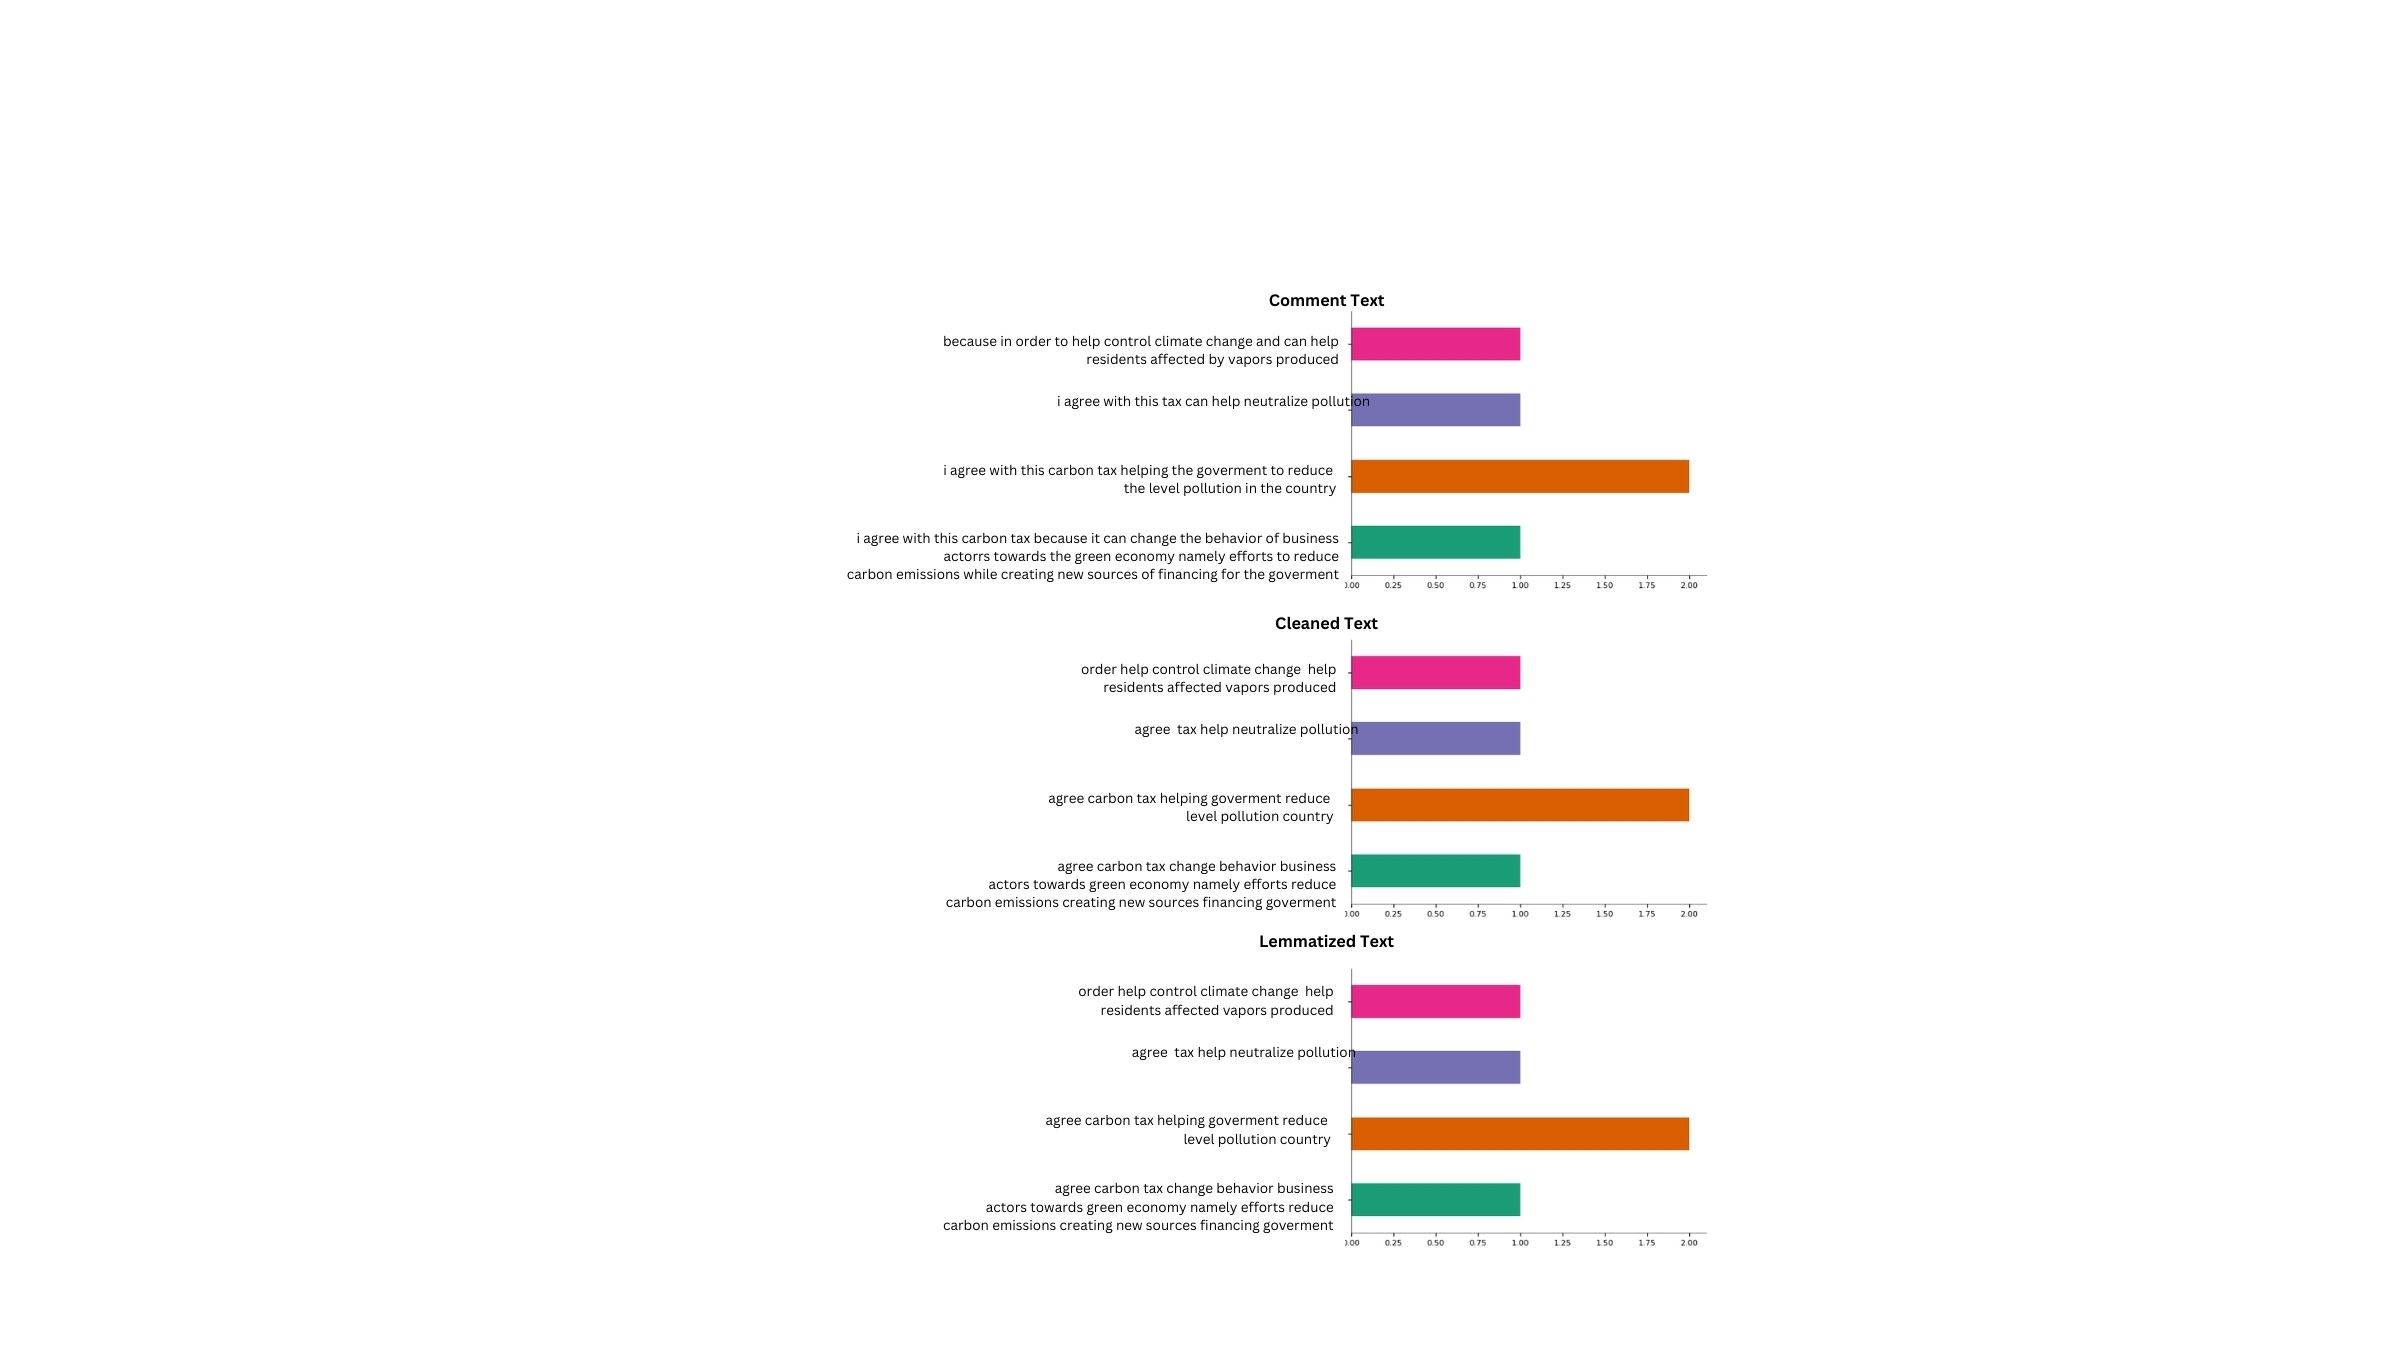 Comment Text
because in order to help control climate change and can help
residents affected by vapors produced
i agree with this tax can help neutralize pollution
i agree with this carbon tax helping the goverment to reduce
the level pollution in the country
i agree with this carbon tax because it can change the behavior of business
actorrs towards the green economy namely efforts to reduce
carbon emissions while creating new sources of financing for the goverment
0.00 0.25 0.50 0.75 1.00 1.25 1.50 1.75 2.00
Cleaned Text
order help control climate change  help
residents affected vapors produced
agree  tax help neutralize pollution
agree carbon tax helping goverment reduce
level pollution country
agree carbon tax change behavior business
actors towards green economy namely efforts reduce
carbon emissions creating new sources financing goverment
0.00 0.25 0.50 0.75 1.00 1.25 1.50 1.75 2.00
Lemmatized Text
order help control climate change  help
residents affected vapors produced
agree  tax help neutralize pollution
agree carbon tax helping goverment reduce
level pollution country
agree carbon tax change behavior business
actors towards green economy namely efforts reduce
carbon emissions creating new sources financing goverment
0.00 0.25 0.50 0.75 1.00 1.25 1.50 1.75 2.00